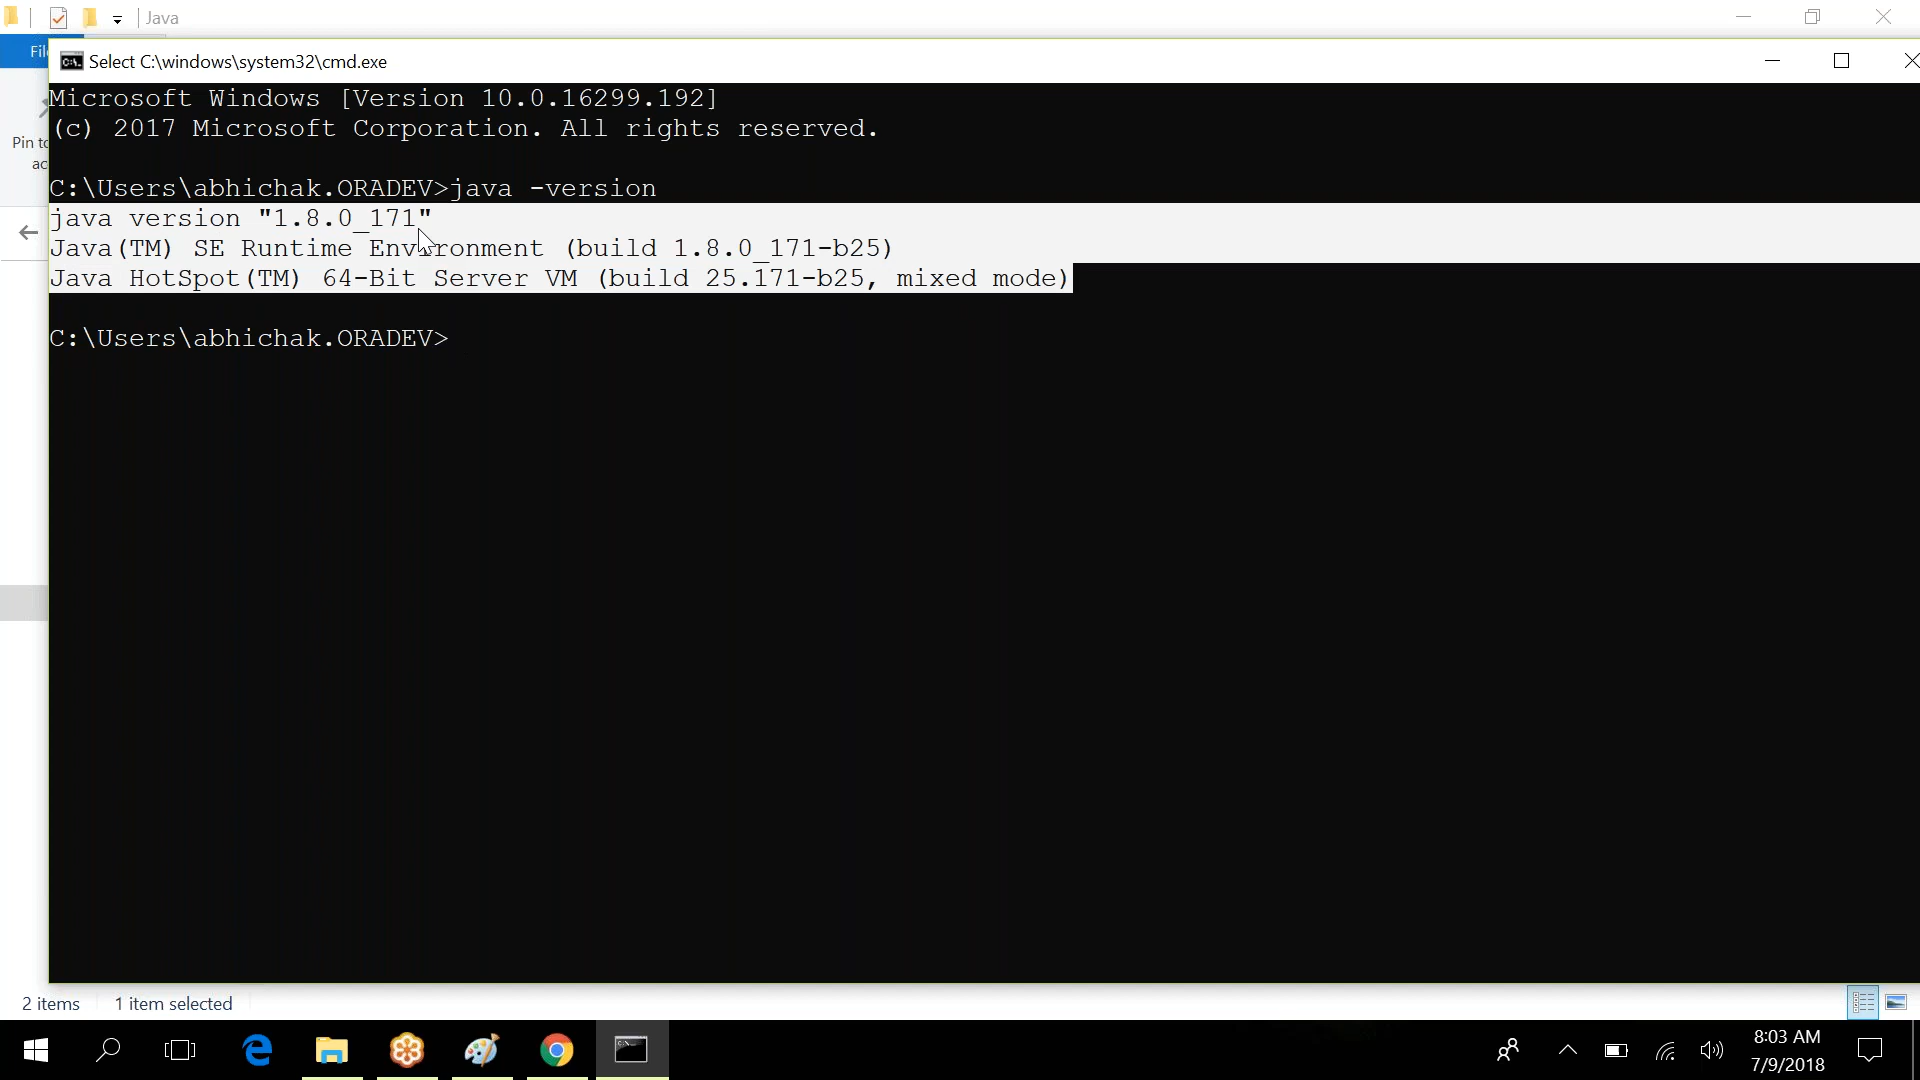 Java
Select C:\windows\system32\cmd.exe
Microsoft Windows [Version 10.0.16299.192]
(c) 2017 Microsoft Corporation. All rights reserved.
C:\Users\abhichak.ORADEV>java -version
java version "1.8.0_171"
Java(TM) SE Runtime Environment (build 1.8.0_171-b25)
Java HotSpot(TM) 64-Bit Server VM (build 25.171-b25, mixed mode)
C:\Users\abhichak.ORADEV>
Pin to
2 items 1 item selected
8:03 AM
7/9/2018